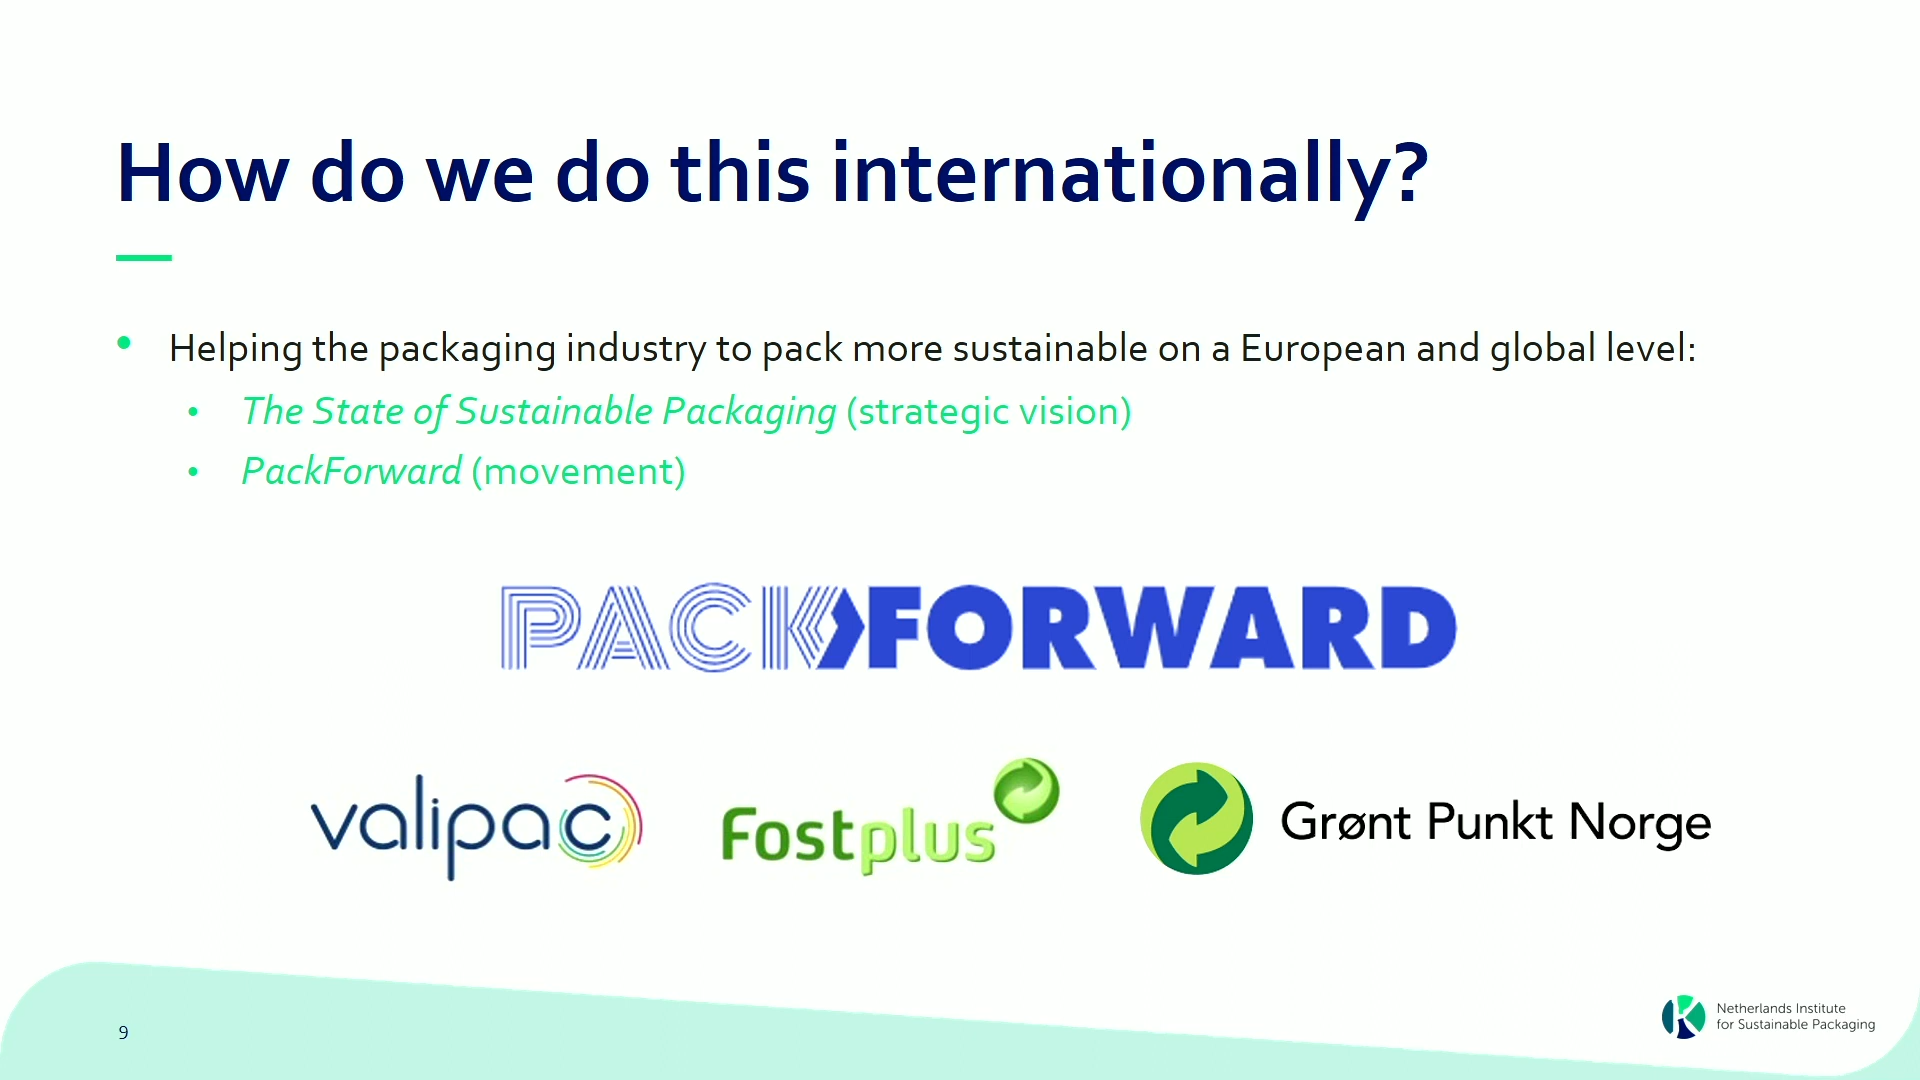 How do we do this internationally?
• Helping the packaging industry to pack more sustainable on a European and global level:
• The State of Sustainable Packaging (strategic vision)
• PackForward (movement)
PACK FORWARD
valipac
Fostplus
Grønt Punkt Norge
9
Netherlands Institute
for Sustainable Packaging